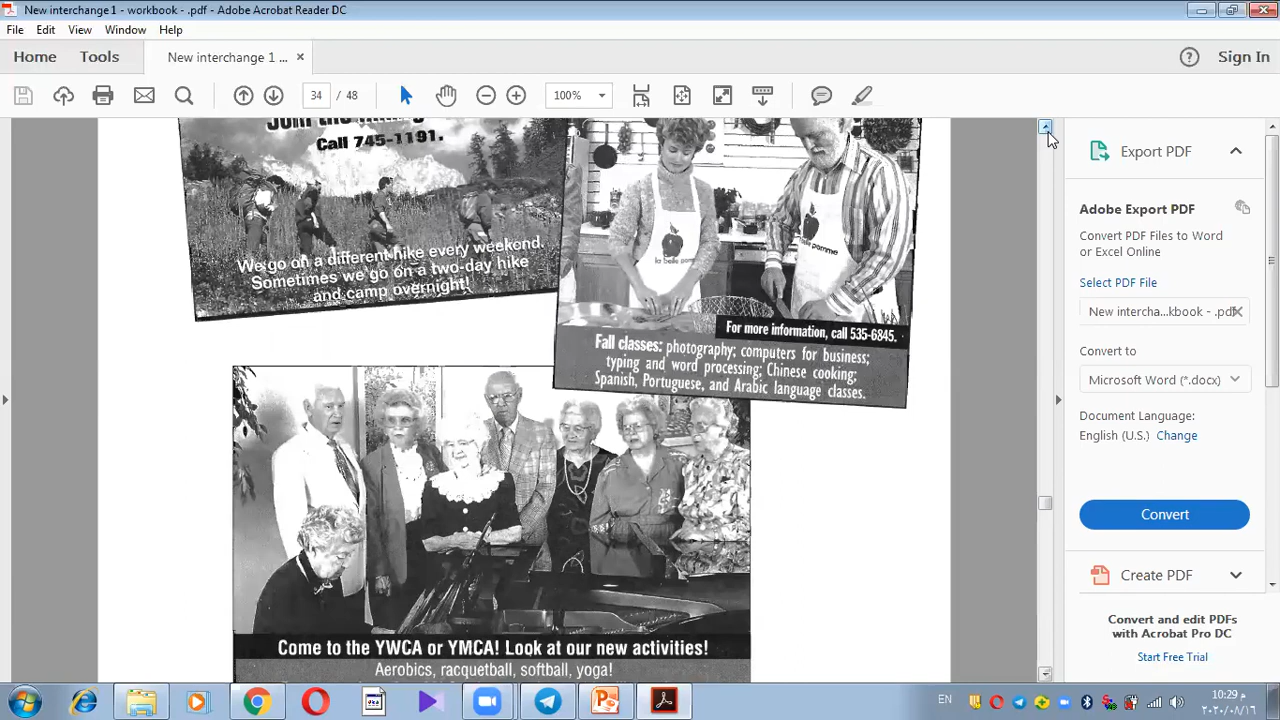 New interchange 1 - workbook - .pdf - Adobe Acrobat Reader DC
File Edit View Window Help
Home Tools New interchange 1 ... × Sign In
34 / 48 100%
Call 745-1191.
We go on a different hike every weekend.
Sometimes we go on a two-day hike
and camp overnight!
la belle pomme
For more information, call 535-6845.
Fall classes: photography; computers for business;
typing and word processing; Chinese cooking;
Spanish, Portuguese, and Arabic language classes.
Come to the YWCA or YMCA! Look at our new activities!
Aerobics, racquetball, softball, yoga!
Export PDF
Adobe Export PDF
Convert PDF Files to Word
or Excel Online
Select PDF File
New intercha...kbook - .pdf
Convert to
Microsoft Word (*.docx)
Document Language:
English (U.S.) Change
Convert
Create PDF
Convert and edit PDFs
with Acrobat Pro DC
Start Free Trial
EN
10:29 م
٢٠٢٠/٠٨/١٦